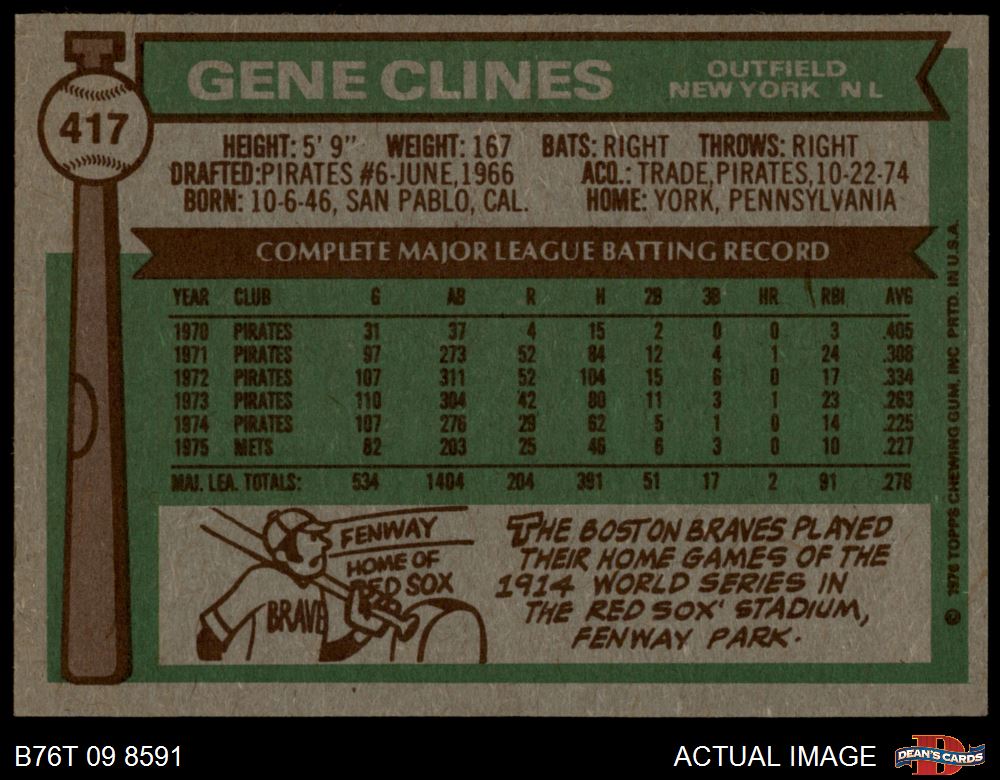 GENE CLINES
OUTFIELD
NEW YORK N L
417
HEIGHT: 5' 9" WEIGHT: 167 BATS: RIGHT THROWS: RIGHT
DRAFTED: PIRATES #6-JUNE, 1966 ACQ.: TRADE, PIRATES, 10-22-74
BORN: 10-6-46, SAN PABLO, CAL. HOME: YORK, PENNSYLVANIA
COMPLETE MAJOR LEAGUE BATTING RECORD
YEAR CLUB G AB R H 2B 3B HR RBI AVG
1970 PIRATES 31 37 4 15 2 0 0 3 .405
1971 PIRATES 97 273 52 84 12 4 1 24 .308
1972 PIRATES 107 311 52 104 15 6 0 17 .334
1973 PIRATES 110 304 42 80 11 3 1 23 .263
1974 PIRATES 107 276 29 62 5 1 0 14 .225
1975 METS 82 203 25 46 6 3 0 10 .227
MAJ. LEA. TOTALS: 534 1404 204 391 51 17 2 91 .278
FENWAY
HOME OF
RED SOX
BRAVE
THE BOSTON BRAVES PLAYED
THEIR HOME GAMES OF THE
1914 WORLD SERIES IN
THE RED SOX' STADIUM,
FENWAY PARK.
© 1976 TOPPS CHEWING GUM, INC PRTD. IN U.S.A.
B76T 09 8591
ACTUAL IMAGE
D
DEAN'S CARDS